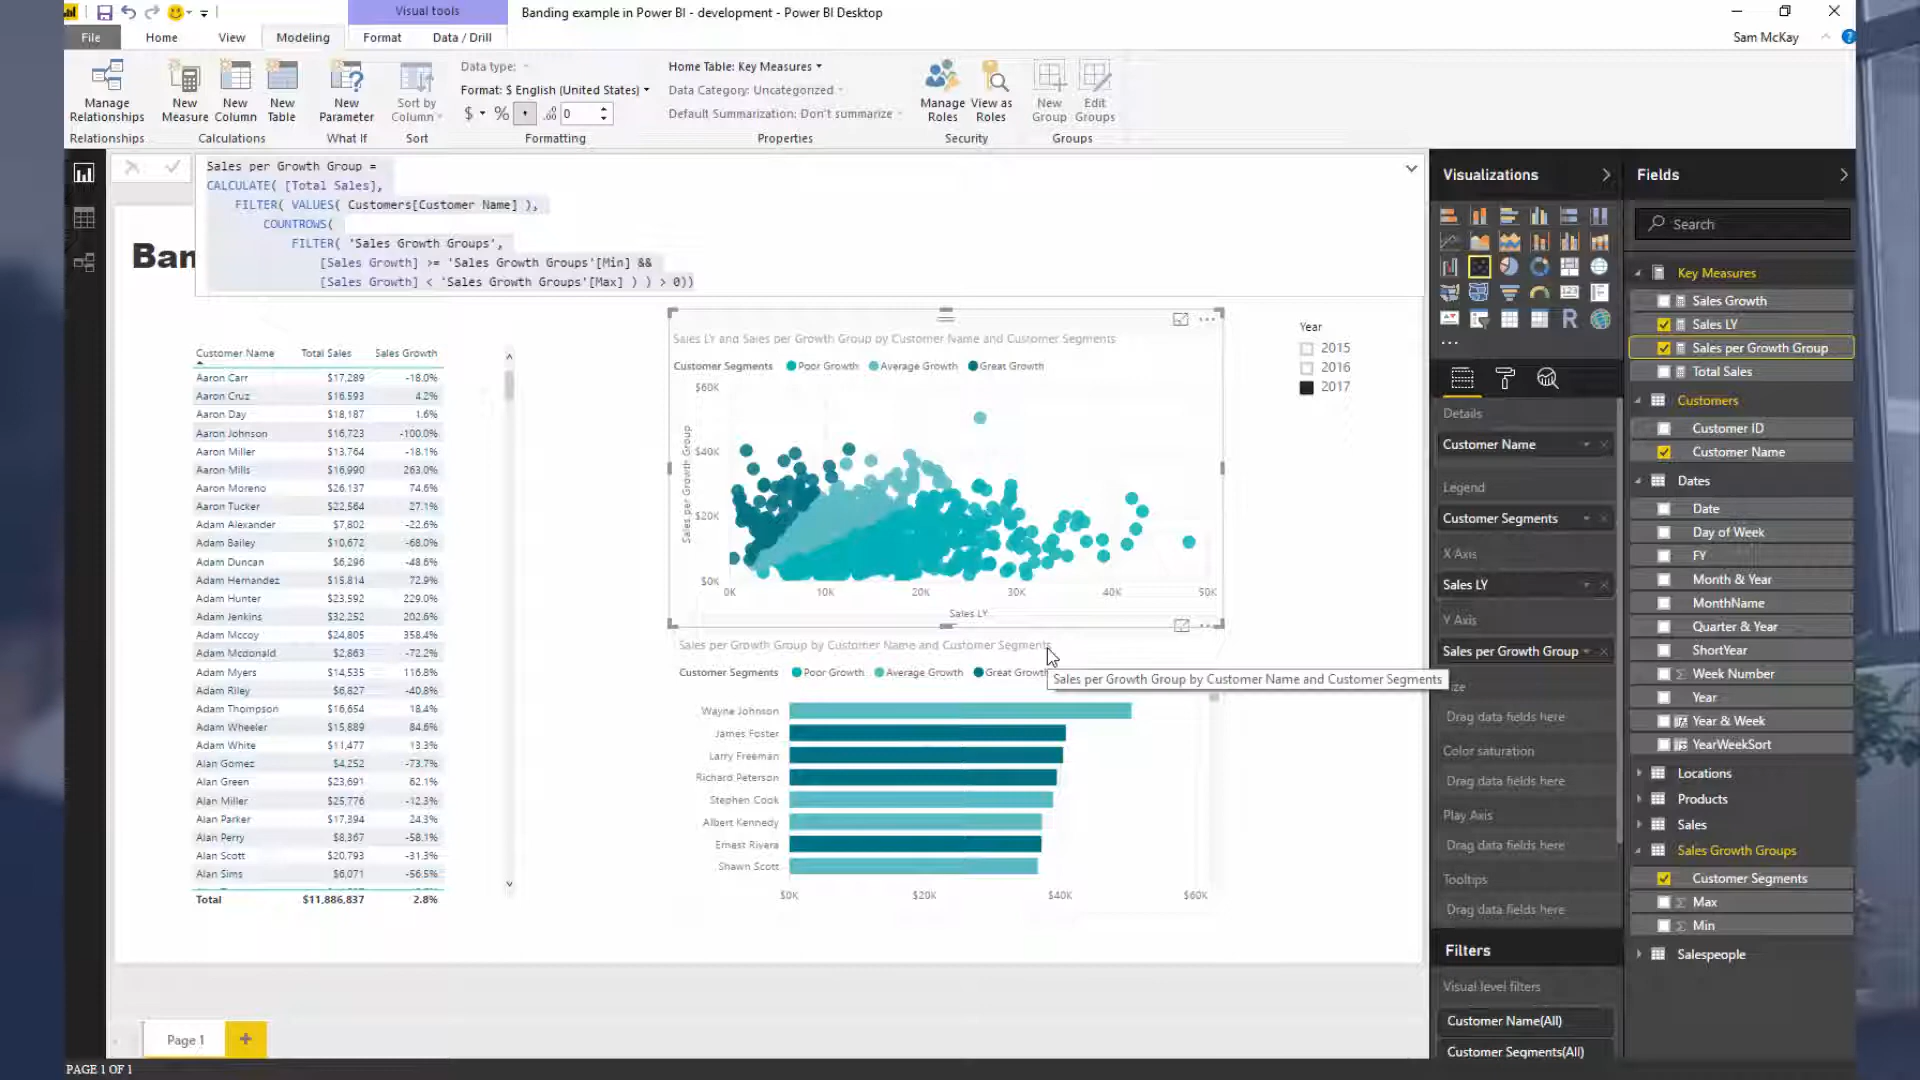 Visual tools
Banding example in Power BI - development - Power BI Desktop
File
Home
View
Modeling
Format
Data / Drill
Sam McKay
Manage Relationships
New Measure
New Column
New Table
New Parameter
Sort by Column
Data type:
Format: $ English (United States)
$ % 0
Home Table: Key Measures
Data Category: Uncategorized
Default Summarization: Don't summarize
Manage Roles
View as Roles
New Group
Edit Groups
Relationships
Calculations
What If
Sort
Formatting
Properties
Security
Groups
Sales per Growth Group =
CALCULATE( [Total Sales],
FILTER( VALUES( Customers[Customer Name] ),
COUNTROWS(
FILTER( 'Sales Growth Groups',
[Sales Growth] >= 'Sales Growth Groups'[Min] &&
[Sales Growth] < 'Sales Growth Groups'[Max] ) ) > 0))
Ban
Customer Name Total Sales Sales Growth
Aaron Carr $17,289 -18.0%
Aaron Cruz $16,593 4.2%
Aaron Day $18,187 1.6%
Aaron Johnson $16,723 -100.0%
Aaron Miller $13,764 -18.1%
Aaron Mills $16,990 263.0%
Aaron Moreno $26,137 74.6%
Aaron Tucker $22,564 27.1%
Adam Alexander $7,802 -22.6%
Adam Bailey $10,672 -68.0%
Adam Duncan $6,296 -48.6%
Adam Hernandez $15,814 72.9%
Adam Hunter $23,592 229.0%
Adam Jenkins $32,252 202.6%
Adam Mccoy $24,805 358.4%
Adam Mcdonald $2,863 -72.2%
Adam Myers $14,535 116.8%
Adam Riley $6,827 -40.8%
Adam Thompson $16,654 18.4%
Adam Wheeler $15,889 84.6%
Adam White $11,477 13.3%
Alan Gomez $4,252 -73.7%
Alan Green $23,691 62.1%
Alan Miller $25,776 -12.3%
Alan Parker $17,394 24.3%
Alan Perry $8,367 -58.1%
Alan Scott $20,793 -31.3%
Alan Sims $6,071 -56.5%
Total $11,886,837 2.8%
Sales LY and Sales per Growth Group by Customer Name and Customer Segments
Customer Segments Poor Growth Average Growth Great Growth
Sales per Growth Group
$60K
$40K
$20K
$0K
0K 10K 20K 30K 40K 50K
Sales LY
Sales per Growth Group by Customer Name and Customer Segments
Customer Segments Poor Growth Average Growth Great Growth
Sales per Growth Group by Customer Name and Customer Segments
Wayne Johnson
James Foster
Larry Freeman
Richard Peterson
Stephen Cook
Albert Kennedy
Ernest Rivera
Shawn Scott
$0K $20K $40K $60K
Year
2015
2016
2017
Visualizations
R
Details
Customer Name
Legend
Customer Segments
X Axis
Sales LY
Y Axis
Sales per Growth Group
Drag data fields here
Color saturation
Drag data fields here
Play Axis
Drag data fields here
Tooltips
Drag data fields here
Filters
Visual level filters
Customer Name(All)
Customer Segments(All)
Fields
Search
Key Measures
Sales Growth
Sales LY
Sales per Growth Group
Total Sales
Customers
Customer ID
Customer Name
Dates
Date
Day of Week
FY
Month & Year
MonthName
Quarter & Year
ShortYear
Week Number
Year
Year & Week
YearWeekSort
Locations
Products
Sales
Sales Growth Groups
Customer Segments
Max
Min
Salespeople
Page 1
PAGE 1 OF 1